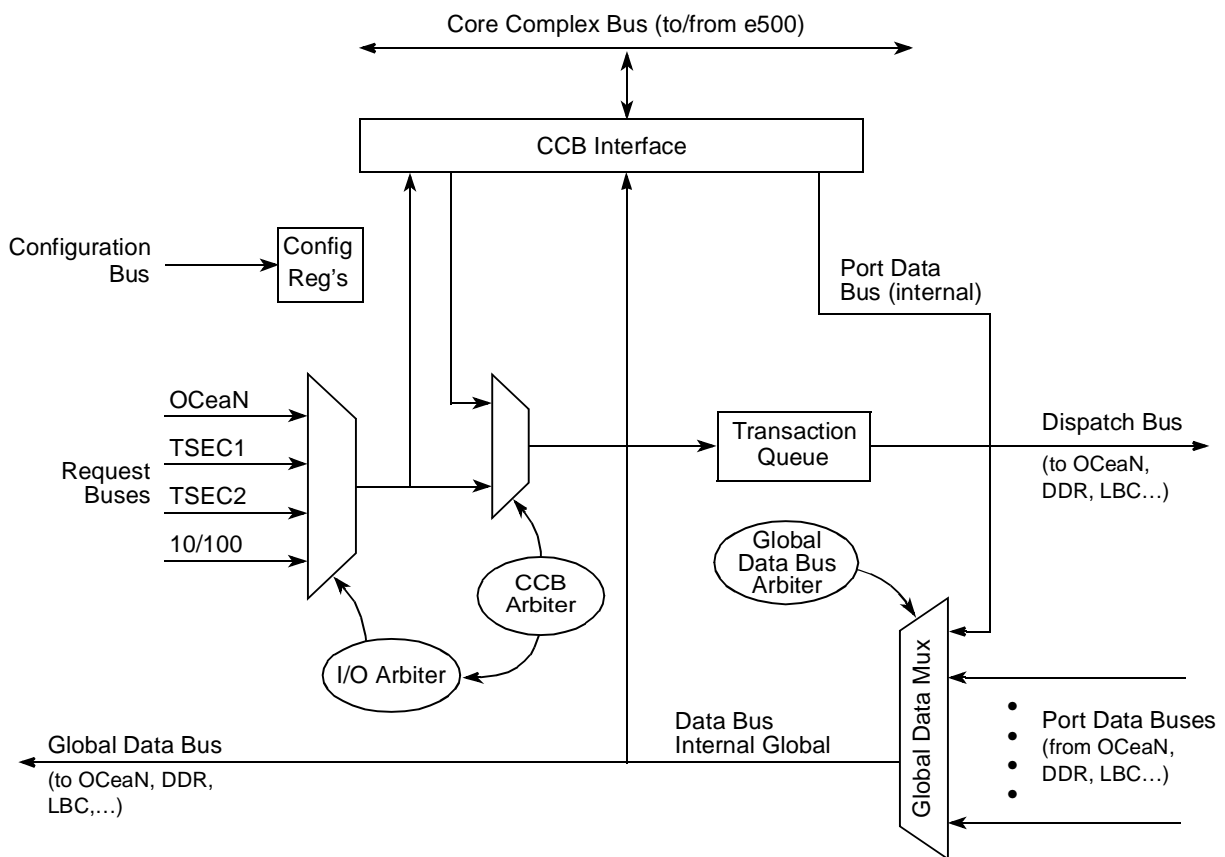 Core Complex Bus (to/from e500)
CCB Interface
Configuration
Bus
Config
Reg's
Port Data
Bus (internal)
OCeaN
TSEC1
TSEC2
10/100
Request
Buses
Transaction
Queue
Dispatch Bus
(to OCeaN,
DDR, LBC…)
CCB
Arbiter
I/O Arbiter
Global
Data Bus
Arbiter
Global Data Mux
Port Data Buses
(from OCeaN,
DDR, LBC…)
Data Bus
Internal Global
Global Data Bus
(to OCeaN, DDR,
LBC,…)